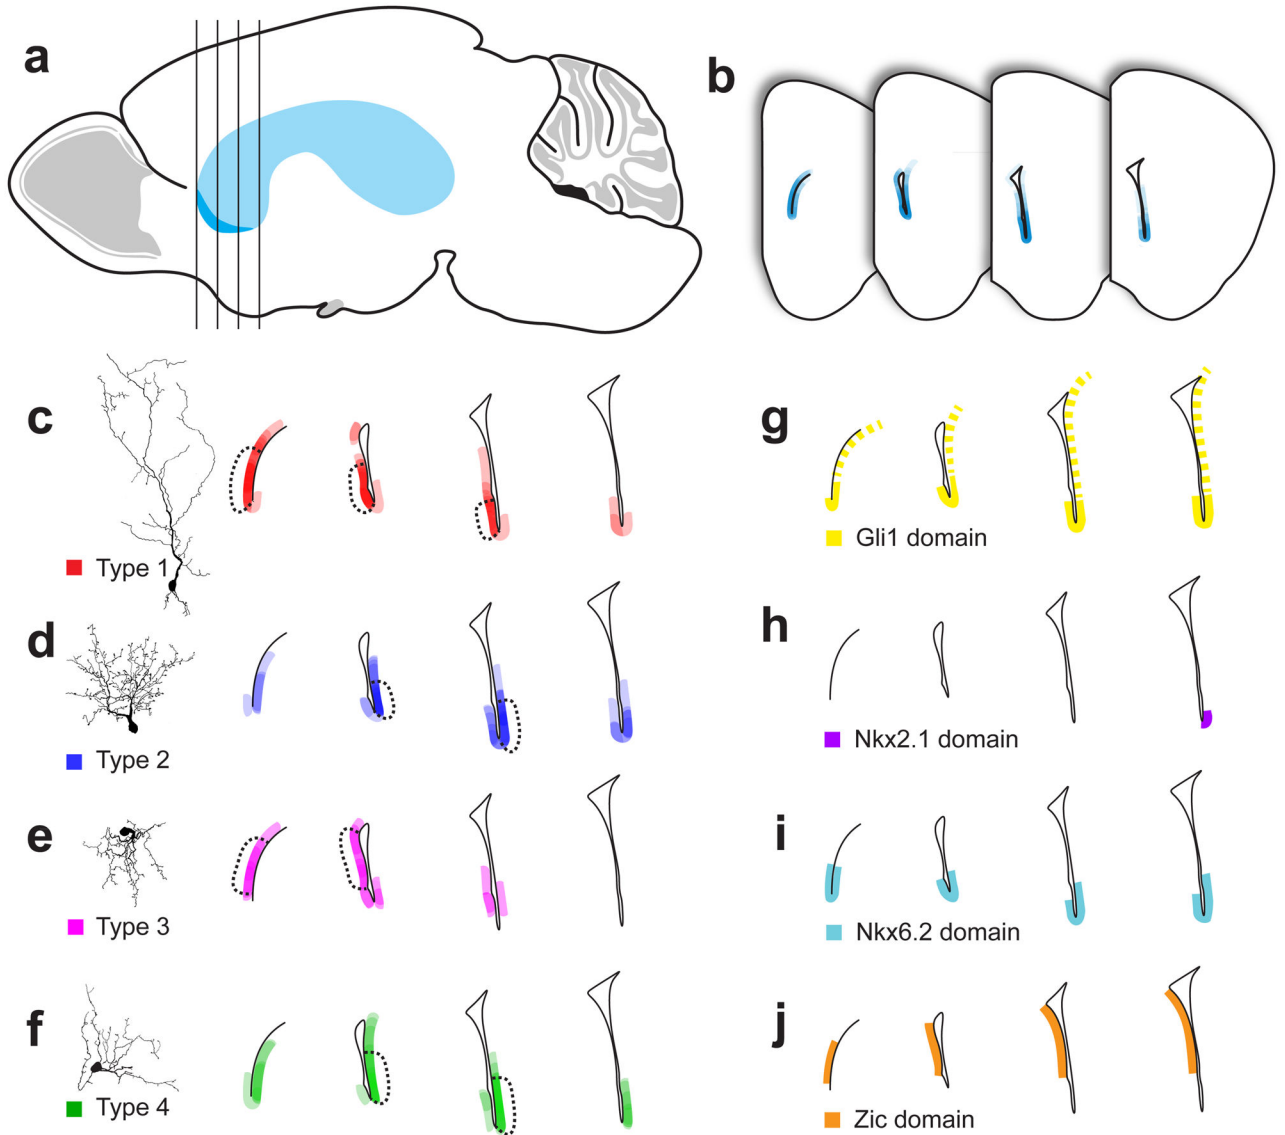 a
b
c
Type 1
d
Type 2
e
Type 3
f
Type 4
g
Gli1 domain
h
Nkx2.1 domain
i
Nkx6.2 domain
j
Zic domain